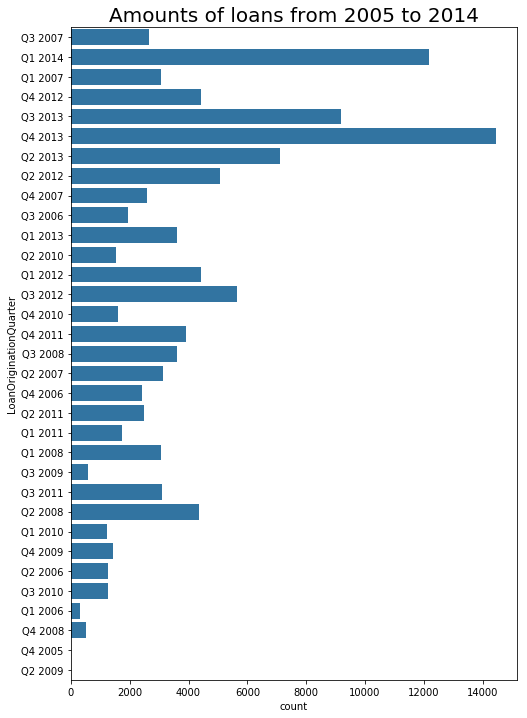 Amounts of loans from 2005 to 2014
LoanOriginationQuarter
Q3 2007
Q1 2014
Q1 2007
Q4 2012
Q3 2013
Q4 2013
Q2 2013
Q2 2012
Q4 2007
Q3 2006
Q1 2013
Q2 2010
Q1 2012
Q3 2012
Q4 2010
Q4 2011
Q3 2008
Q2 2007
Q4 2006
Q2 2011
Q1 2011
Q1 2008
Q3 2009
Q3 2011
Q2 2008
Q1 2010
Q4 2009
Q2 2006
Q3 2010
Q1 2006
Q4 2008
Q4 2005
Q2 2009
0 2000 4000 6000 8000 10000 12000 14000
count